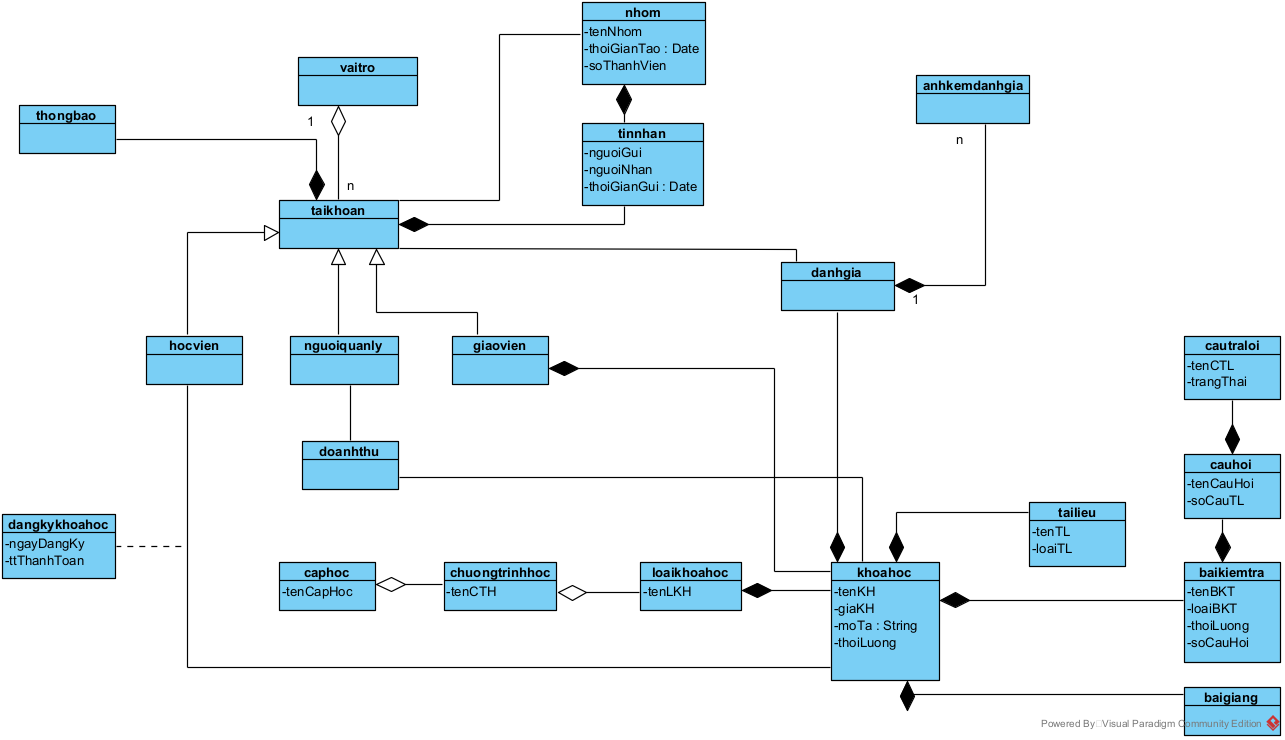 nhom
-tenNhom
-thoiGianTao : Date
-soThanhVien
vaitro
anhkemdanhgia
thongbao
1
tinnhan
-nguoiGui
-nguoiNhan
-thoiGianGui : Date
n
n
taikhoan
danhgia
1
hocvien
nguoiquanly
giaovien
cautraloi
-tenCTL
-trangThai
doanhthu
cauhoi
-tenCauHoi
-soCauTL
dangkykhoahoc
-ngayDangKy
-ttThanhToan
tailieu
-tenTL
-loaiTL
caphoc
-tenCapHoc
chuongtrinhhoc
-tenCTH
loaikhoahoc
-tenLKH
khoahoc
-tenKH
-giaKH
-moTa : String
-thoiLuong
baikiemtra
-tenBKT
-loaiBKT
-thoiLuong
-soCauHoi
baigiang
Powered By Visual Paradigm Community Edition